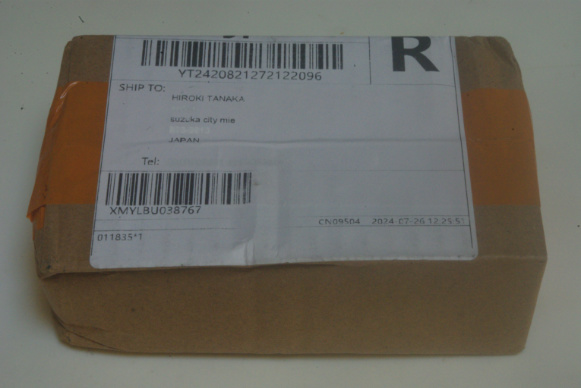 R
YT2420821272122096
SHIP TO:
HIROKI TANAKA
suzuka city mie
JAPAN
Tel:
XMYLBU038767
CN09504 2024-07-26 12:25:51
011835*1